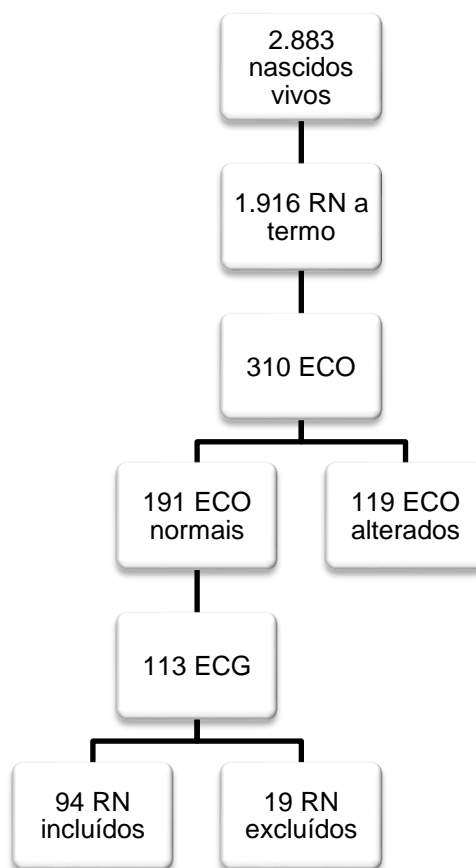 2.883
nascidos
vivos
1.916 RN a
termo
310 ECO
191 ECO
normais
119 ECO
alterados
113 ECG
94 RN
incluídos
19 RN
excluídos